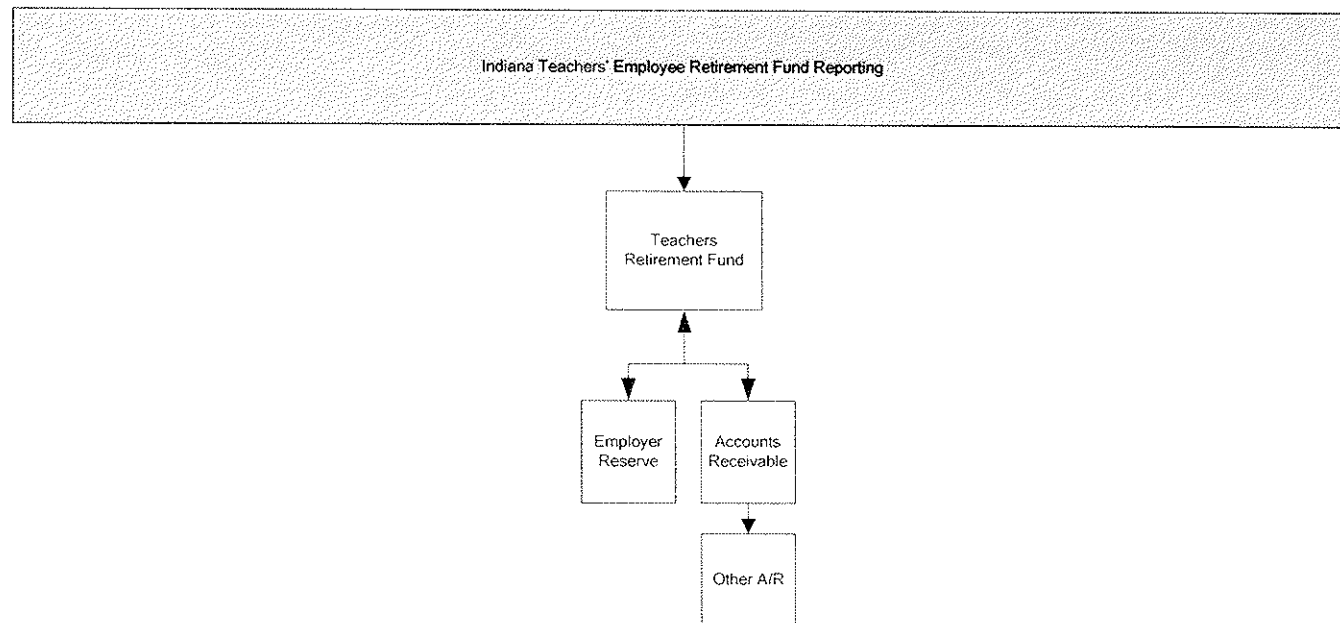 Indiana Teachers' Employee Retirement Fund Reporting
Teachers
Retirement Fund
Employer
Reserve
Accounts
Receivable
Other A/R